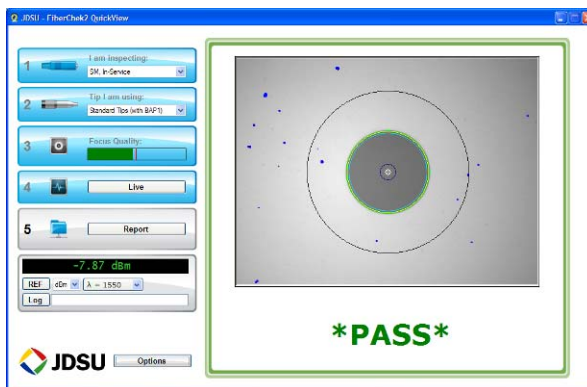 JDSU - FiberChek2 QuickView
1
I am inspecting:
SM, In-Service
2
Tip I am using:
Standard Tips (with BAP1)
3
Focus Quality:
4
Live
5
Report
-7.87 dBm
REF
dBm
λ = 1550
Log
JDSU
Options
*PASS*